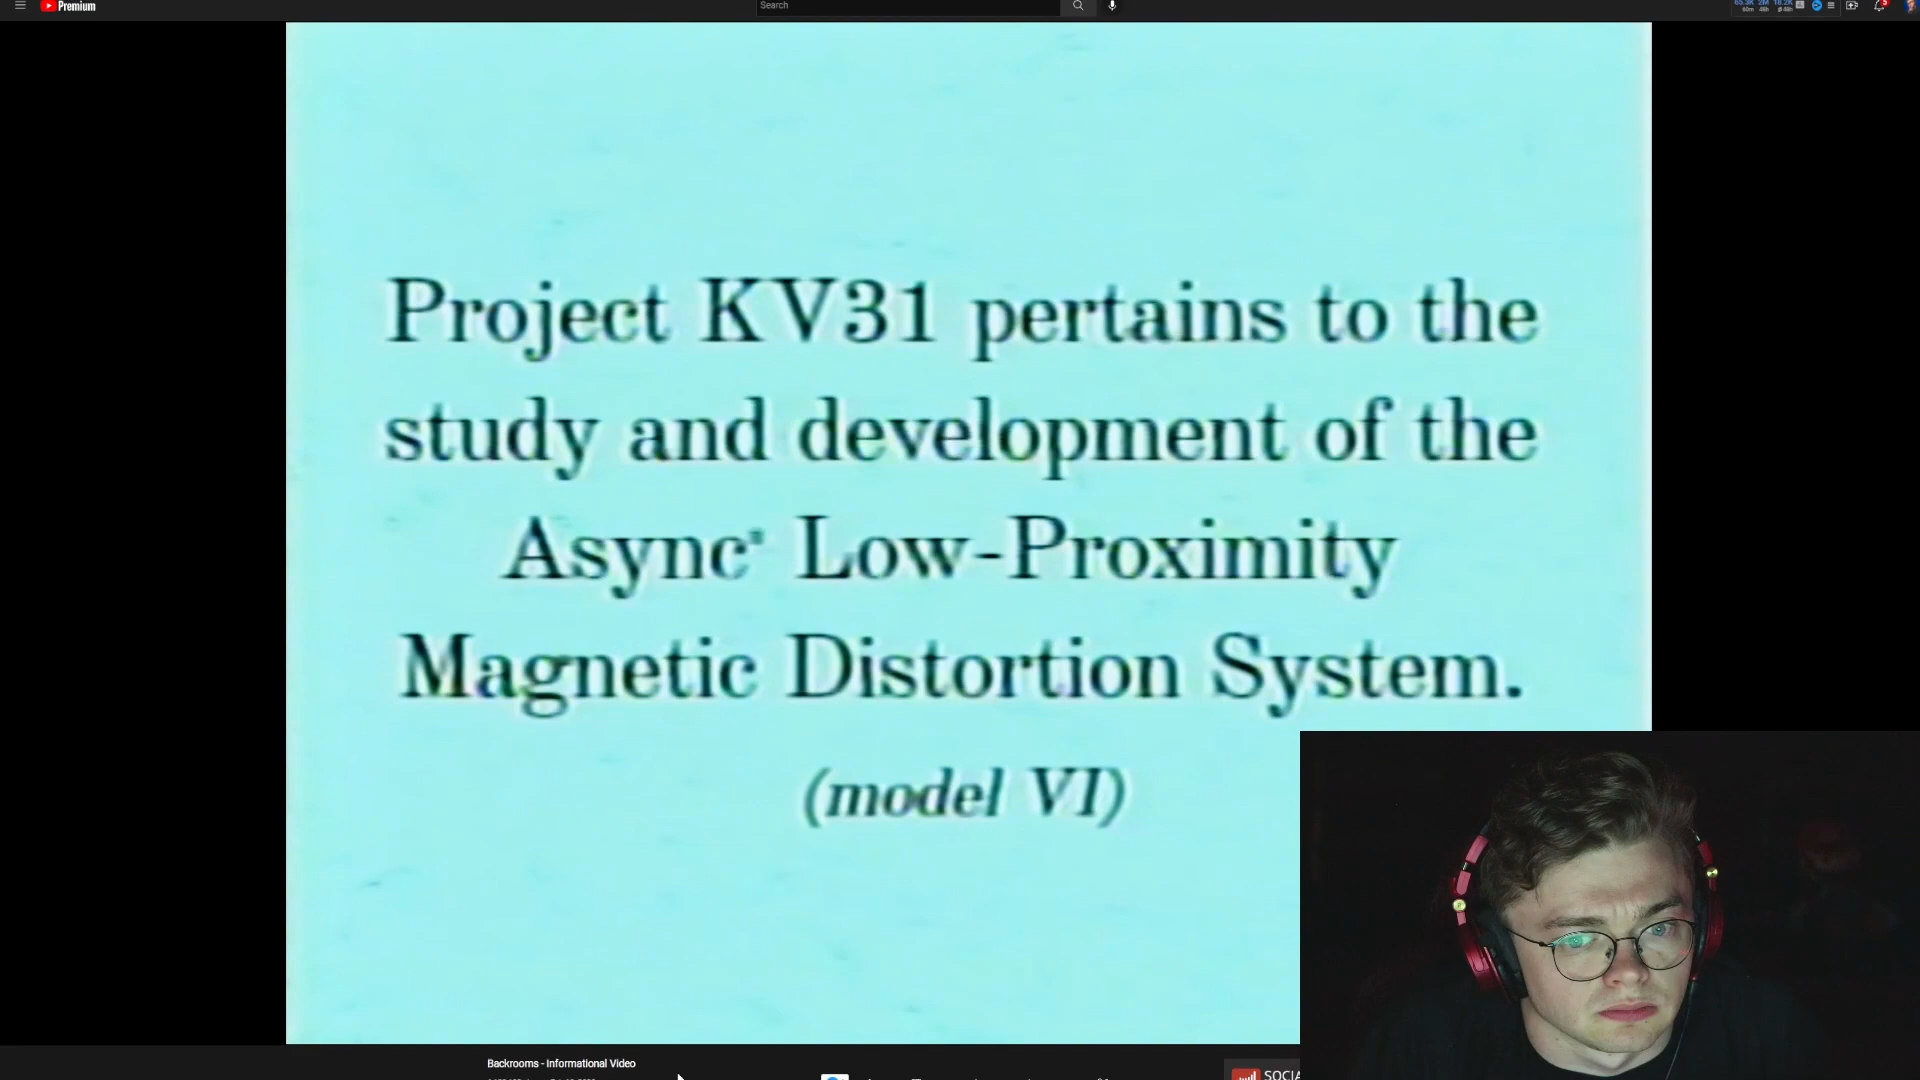 Premium
Search
Project KV31 pertains to the
study and development of the
Async Low-Proximity
Magnetic Distortion System.
(model VI)
Backrooms - Informational Video